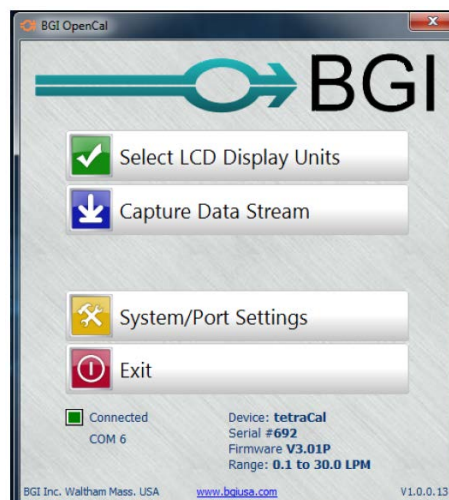 BGI OpenCal
BGI
Select LCD Display Units
Capture Data Stream
System/Port Settings
Exit
Connected
COM 6
Device: tetraCal
Serial #692
Firmware V3.01P
Range: 0.1 to 30.0 LPM
BGI Inc. Waltham Mass. USA www.bgiusa.com V1.0.0.13